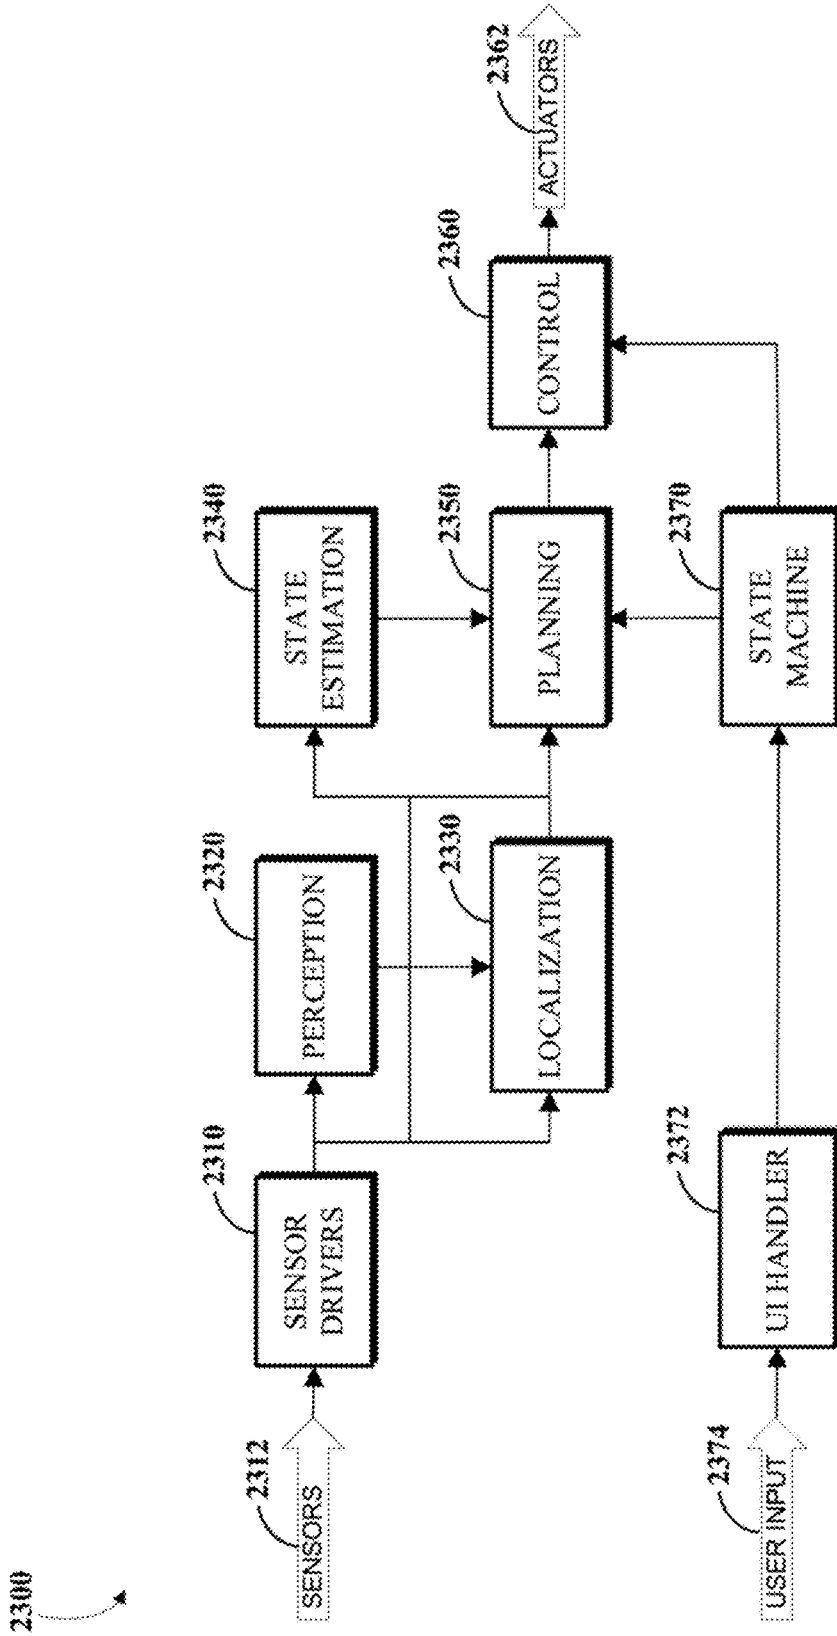 2300
2312
SENSORS
2310
SENSOR
DRIVERS
2320
PERCEPTION
2330
LOCALIZATION
2340
STATE
ESTIMATION
2350
PLANNING
2360
CONTROL
2362
ACTUATORS
2374
USER INPUT
2372
UI HANDLER
2370
STATE
MACHINE